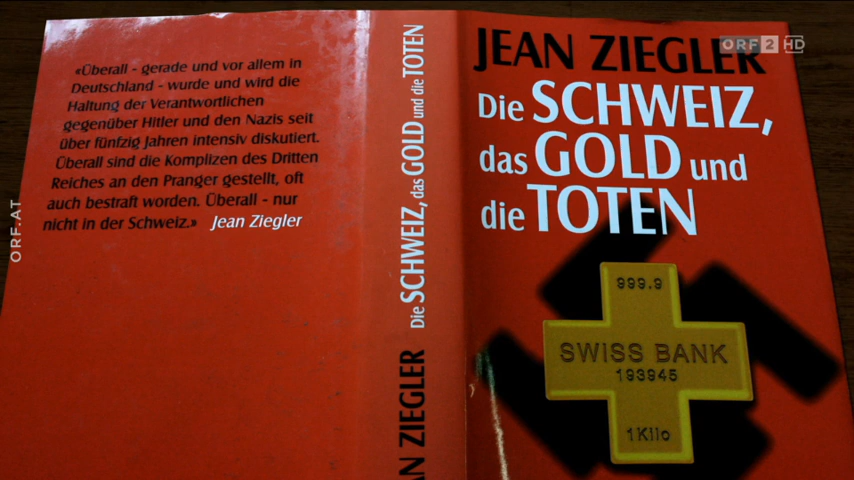 «Überall - gerade und vor allem in
Deutschland - wurde und wird die
Haltung der Verantwortlichen
gegenüber Hitler und den Nazis seit
über fünfzig Jahren intensiv diskutiert.
Überall sind die Komplizen des Dritten
Reiches an den Pranger gestellt, oft
auch bestraft worden. Überall - nur
nicht in der Schweiz.» Jean Ziegler
ORF.AT
AN ZIEGLER Die SCHWEIZ, das GOLD und die TOTEN
JEAN ZIEGLER
ORF 2 HD
Die SCHWEIZ,
das GOLD und
die TOTEN
999.9
SWISS BANK
193945
1Kilo